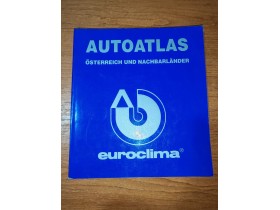 AUTOATLAS
ÖSTERREICH UND NACHBARLÄNDER
euroclima®